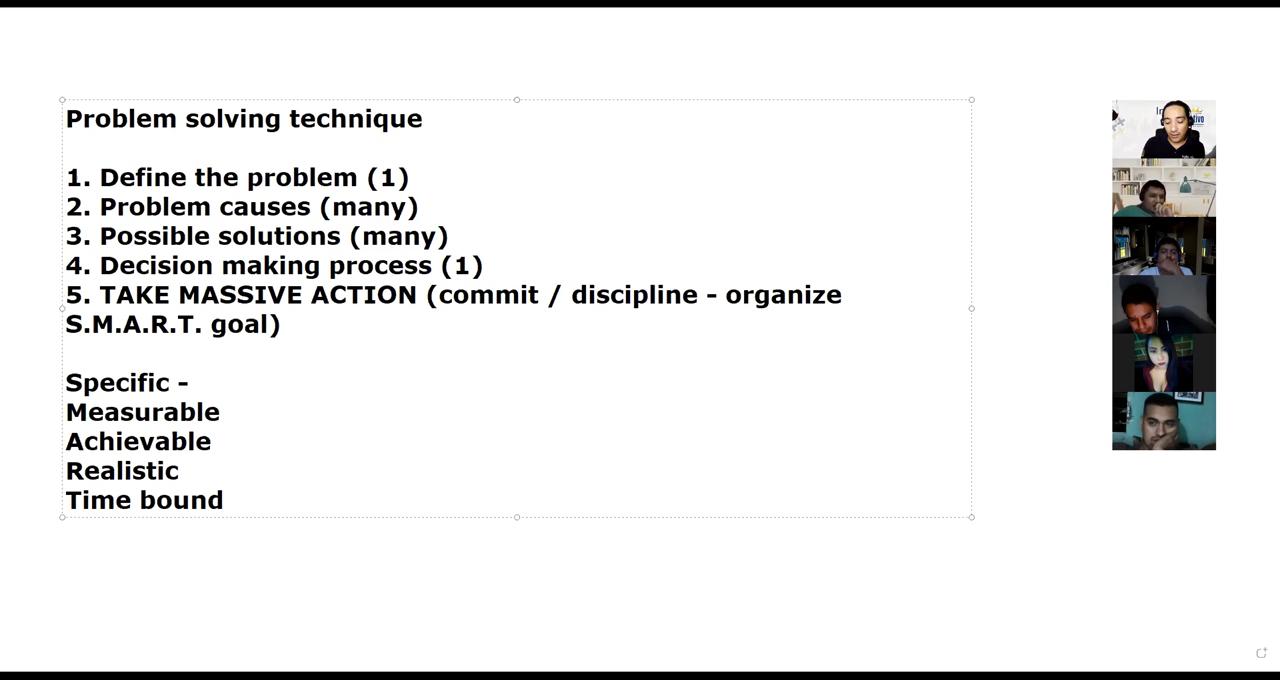 Problem solving technique
1. Define the problem (1)
2. Problem causes (many)
3. Possible solutions (many)
4. Decision making process (1)
5. TAKE MASSIVE ACTION (commit / discipline - organize
S.M.A.R.T. goal)
Specific -
Measurable
Achievable
Realistic
Time bound